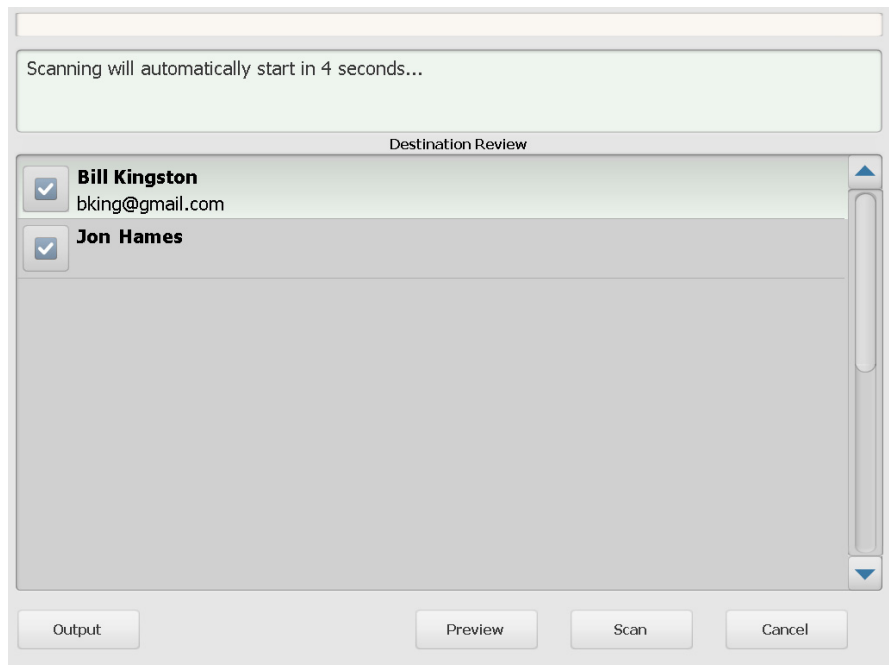 Scanning will automatically start in 4 seconds...
Destination Review
Bill Kingston
bking@gmail.com
Jon Hames
Output
Preview
Scan
Cancel